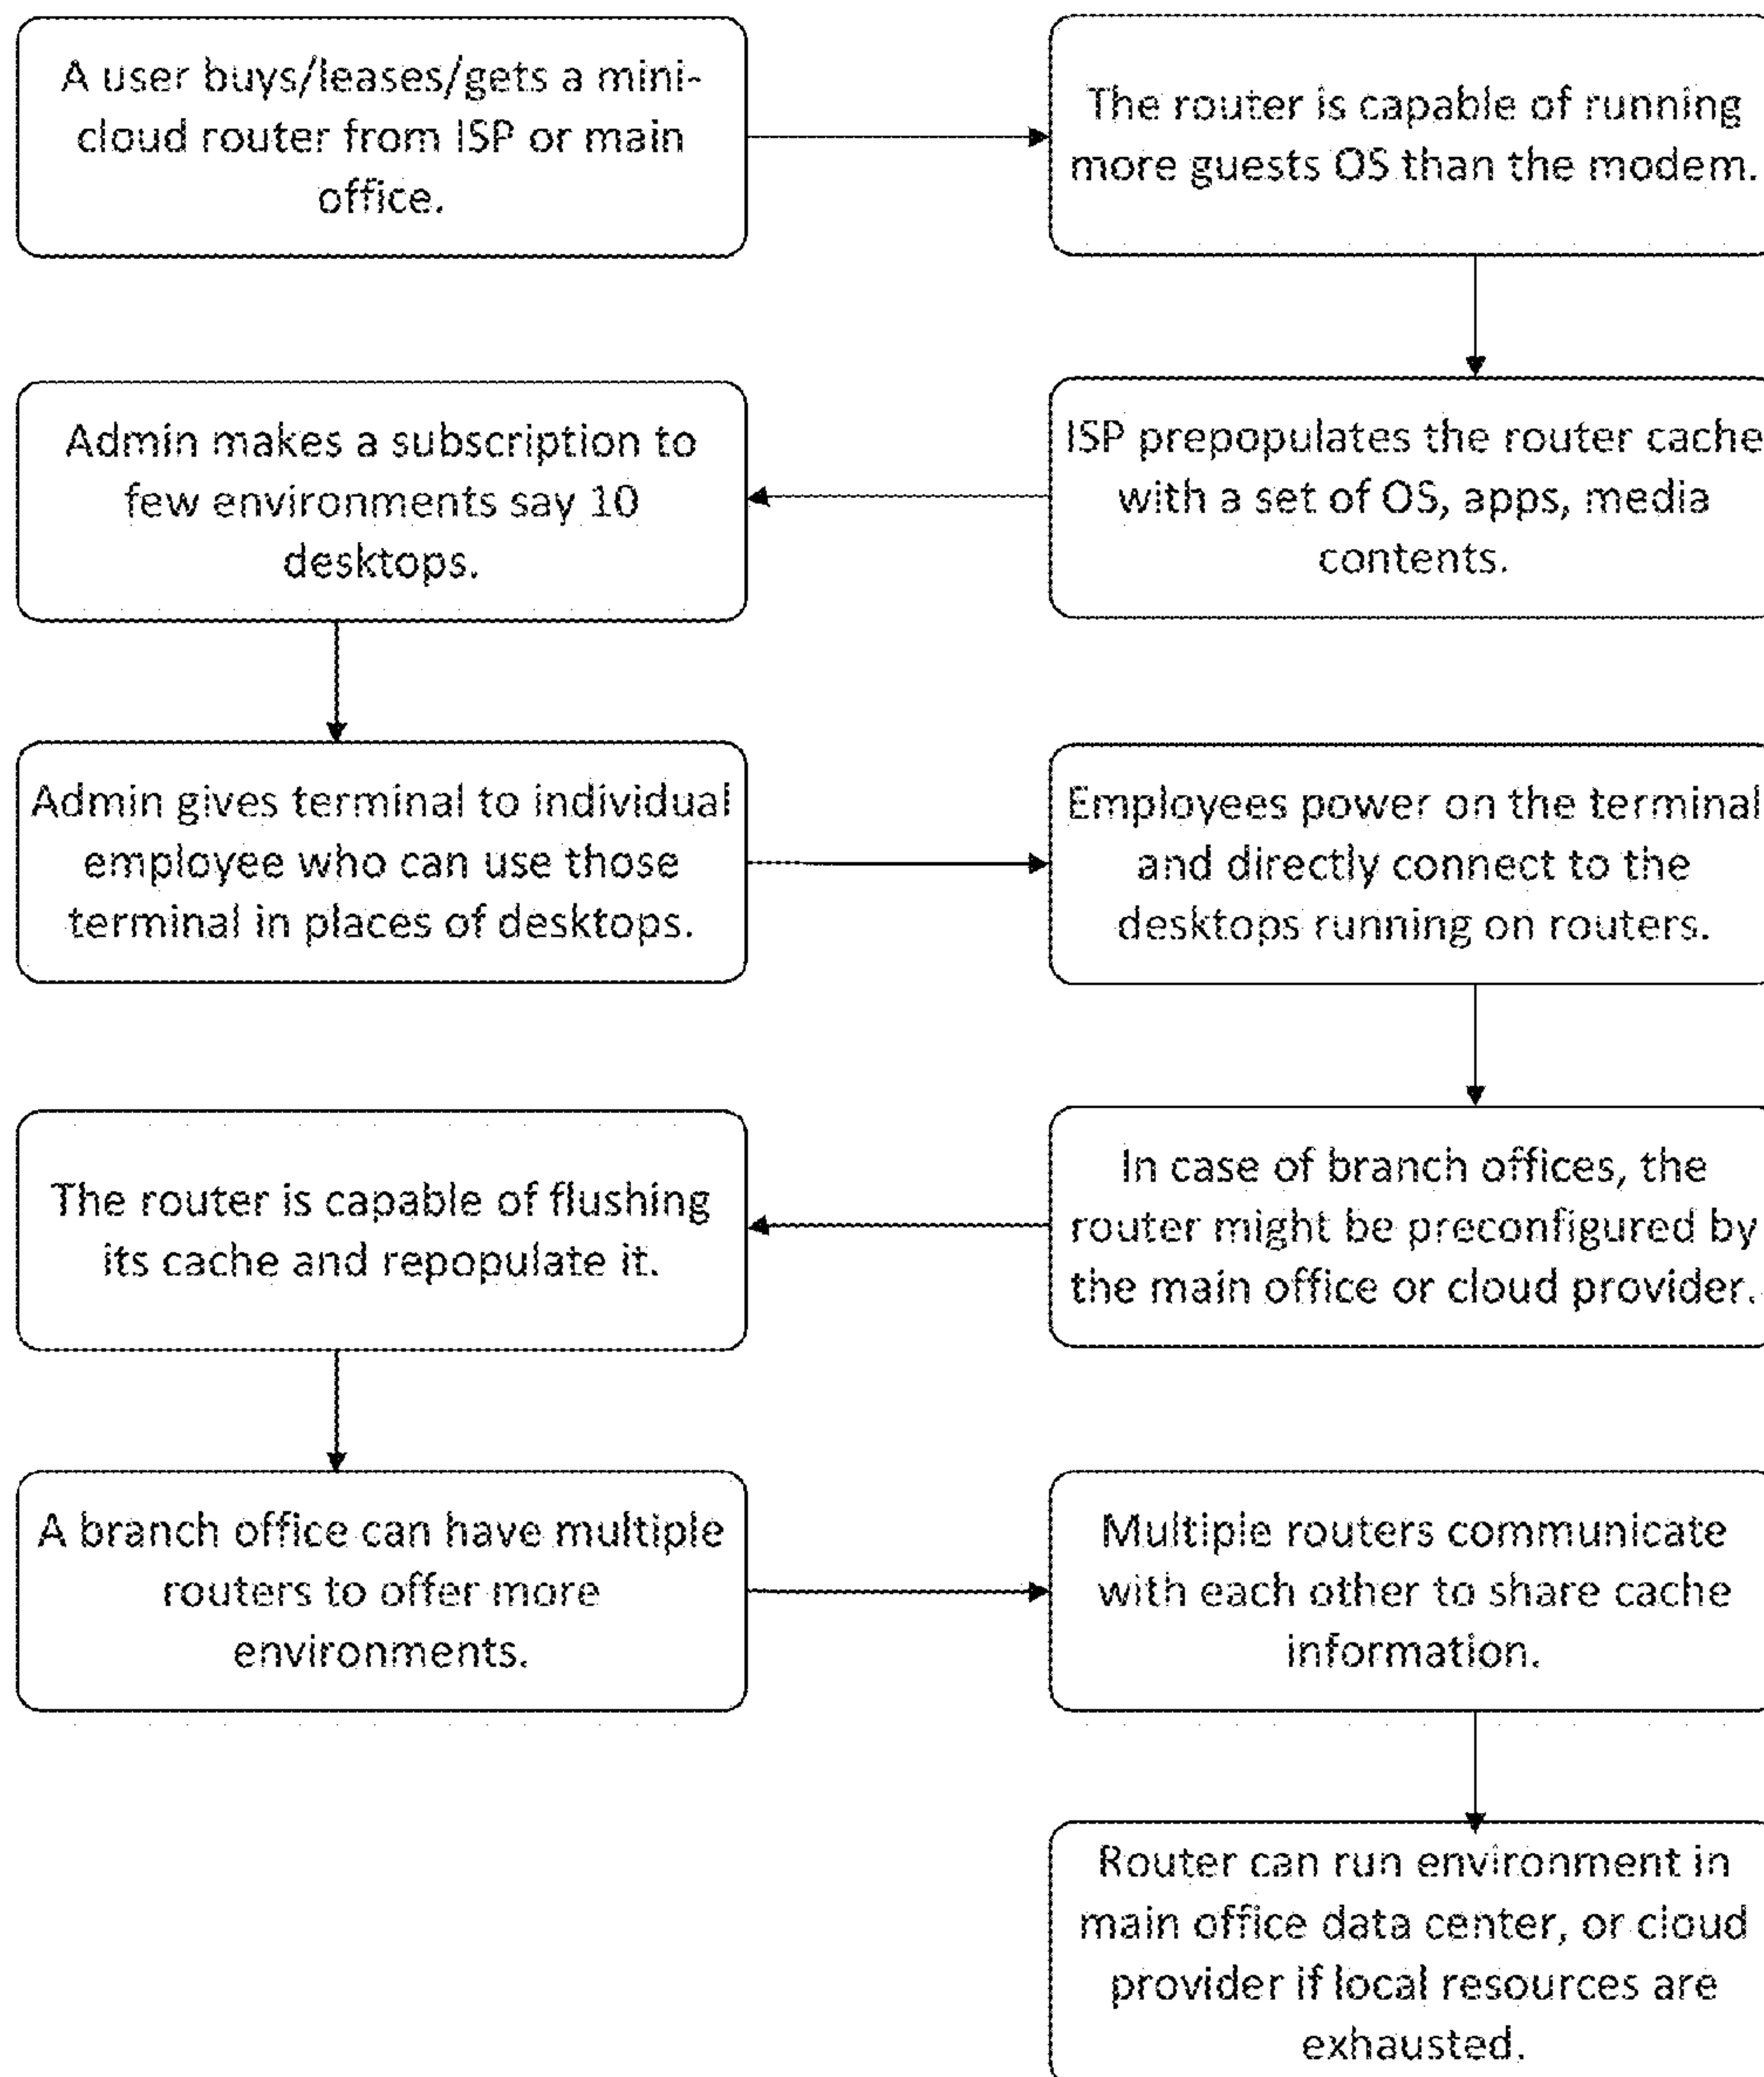 A user buys/leases/gets a mini-
cloud router from ISP or main
office.
The router is capable of running
more guests OS than the modem.
ISP prepopulates the router cache
with a set of OS, apps, media
contents.
Admin makes a subscription to
few environments say 10
desktops.
Admin gives terminal to individual
employee who can use those
terminal in places of desktops.
Employees power on the terminal
and directly connect to the
desktops running on routers.
In case of branch offices, the
router might be preconfigured by
the main office or cloud provider.
The router is capable of flushing
its cache and repopulate it.
A branch office can have multiple
routers to offer more
environments.
Multiple routers communicate
with each other to share cache
information.
Router can run environment in
main office data center, or cloud
provider if local resources are
exhausted.